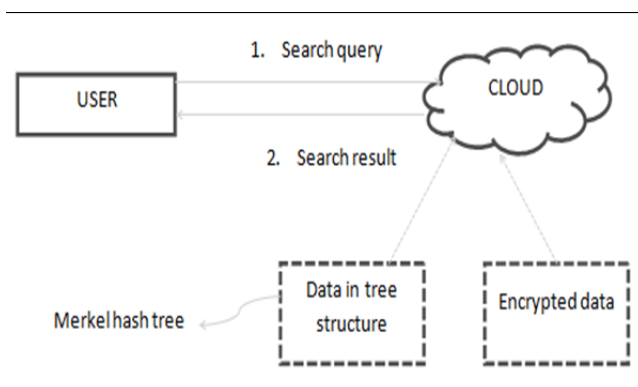 1. Search query
USER
CLOUD
2. Search result
Data in tree
structure
Encrypted data
Merkel hash tree